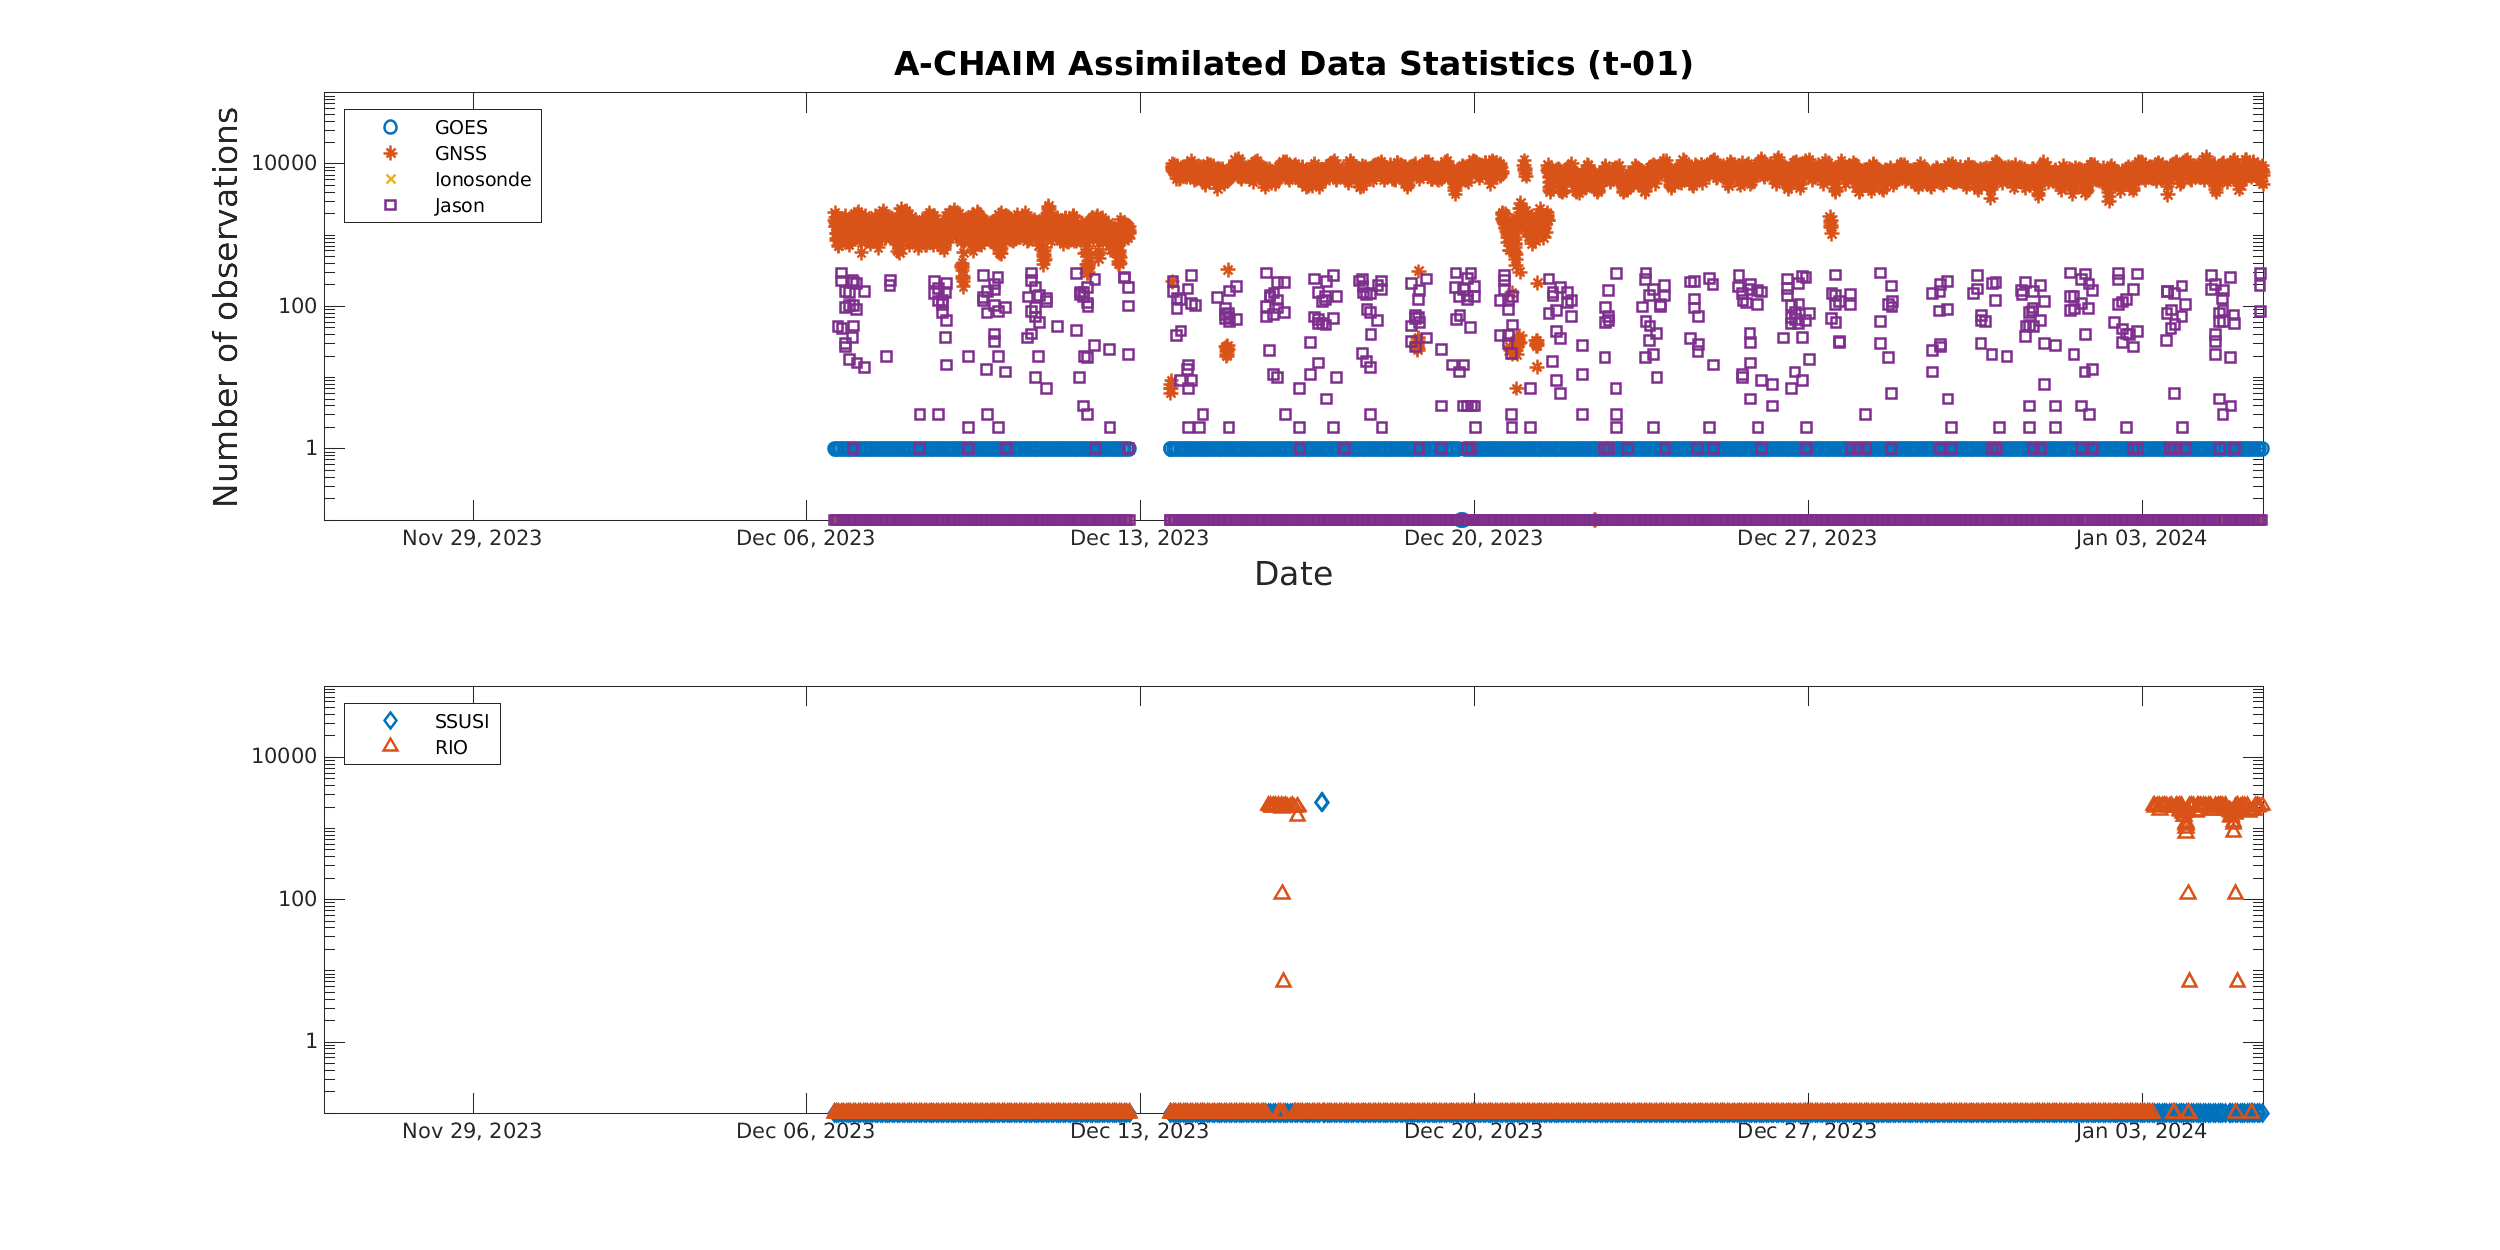 A-CHAIM Assimilated Data Statistics (t-01)
Number of observations
10000
100
1
GOES
GNSS
Ionosonde
Jason
Nov 29, 2023
Dec 06, 2023
Dec 13, 2023
Dec 20, 2023
Dec 27, 2023
Jan 03, 2024
Date
10000
100
1
SSUSI
RIO
Nov 29, 2023
Dec 06, 2023
Dec 13, 2023
Dec 20, 2023
Dec 27, 2023
Jan 03, 2024